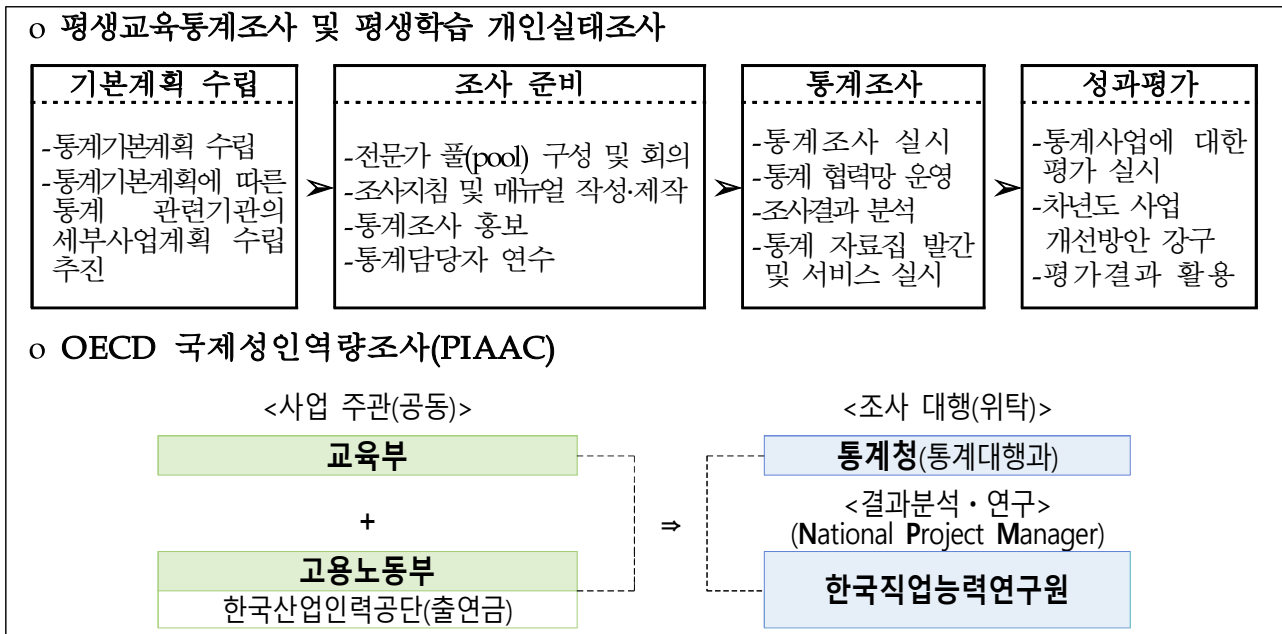 o 평생교육통계조사 및 평생학습 개인실태조사
기본계획 수립
-통계기본계획 수립
-통계기본계획에 따른
통계 관련기관의
세부사업계획 수립
추진
➢
조사 준비
-전문가 풀(pool) 구성 및 회의
-조사지침 및 매뉴얼 작성·제작
-통계조사 홍보
-통계담당자 연수
➢
통계조사
-통계조사 실시
-통계 협력망 운영
-조사결과 분석
-통계 자료집 발간
및 서비스 실시
➢
성과평가
-통계사업에 대한
평가 실시
-차년도 사업
개선방안 강구
-평가결과 활용
o OECD 국제성인역량조사(PIAAC)
<사업 주관(공동)>
교육부
+
고용노동부
한국산업인력공단(출연금)
⇒
<조사 대행(위탁)>
통계청(통계대행과)
<결과분석・연구>
(National Project Manager)
한국직업능력연구원